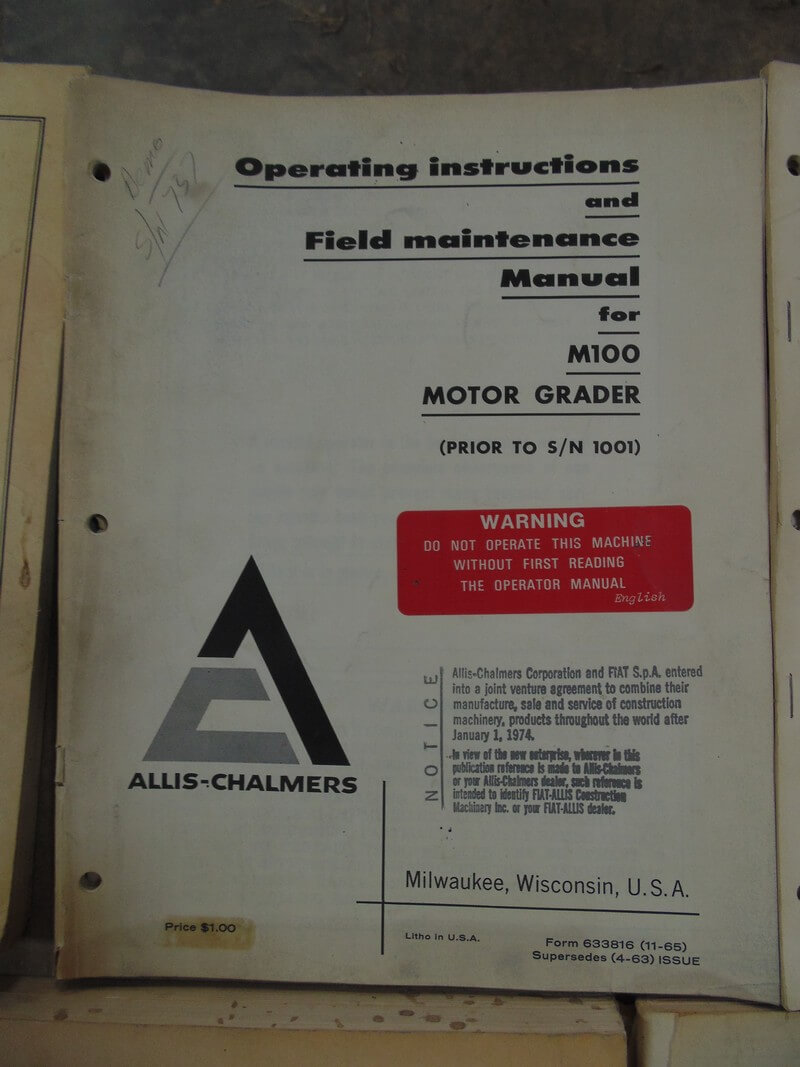 Demo
S/N 737
Operating instructions
and
Field maintenance
Manual
for
M100
MOTOR GRADER
(PRIOR TO S/N 1001)
WARNING
DO NOT OPERATE THIS MACHINE
WITHOUT FIRST READING
THE OPERATOR MANUAL
English
NOTICE
Allis-Chalmers Corporation and FIAT S.p.A. entered
into a joint venture agreement to combine their
manufacture, sale and service of construction
machinery, products throughout the world after
January 1, 1974.
In view of the new enterprise, wherever in this
publication reference is made to Allis-Chalmers
or your Allis-Chalmers dealer, such reference is
intended to identify FIAT-ALLIS Construction
Machinery Inc. or your FIAT-ALLIS dealer.
ALLIS-CHALMERS
Milwaukee, Wisconsin, U.S.A.
Price $1.00
Litho in U.S.A.
Form 633816 (11-65)
Supersedes (4-63) ISSUE